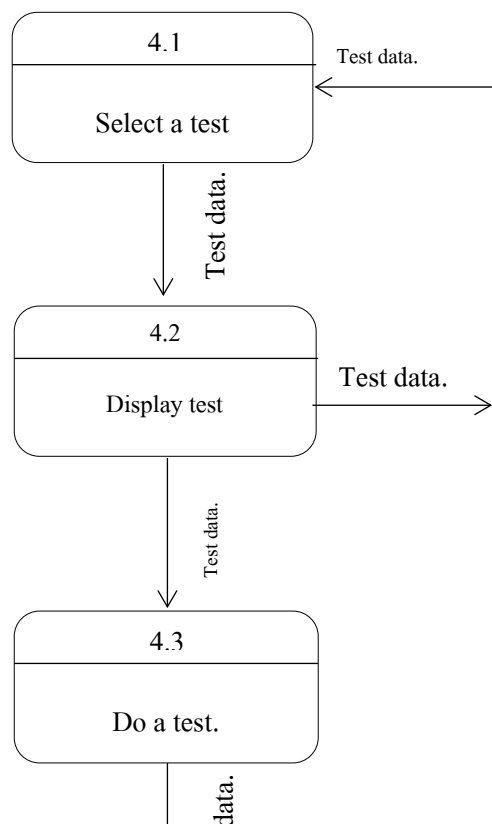 4.1
Test data.
Select a test
Test data.
4.2
Test data.
Display test
Test data.
4.3
Do a test.
data.